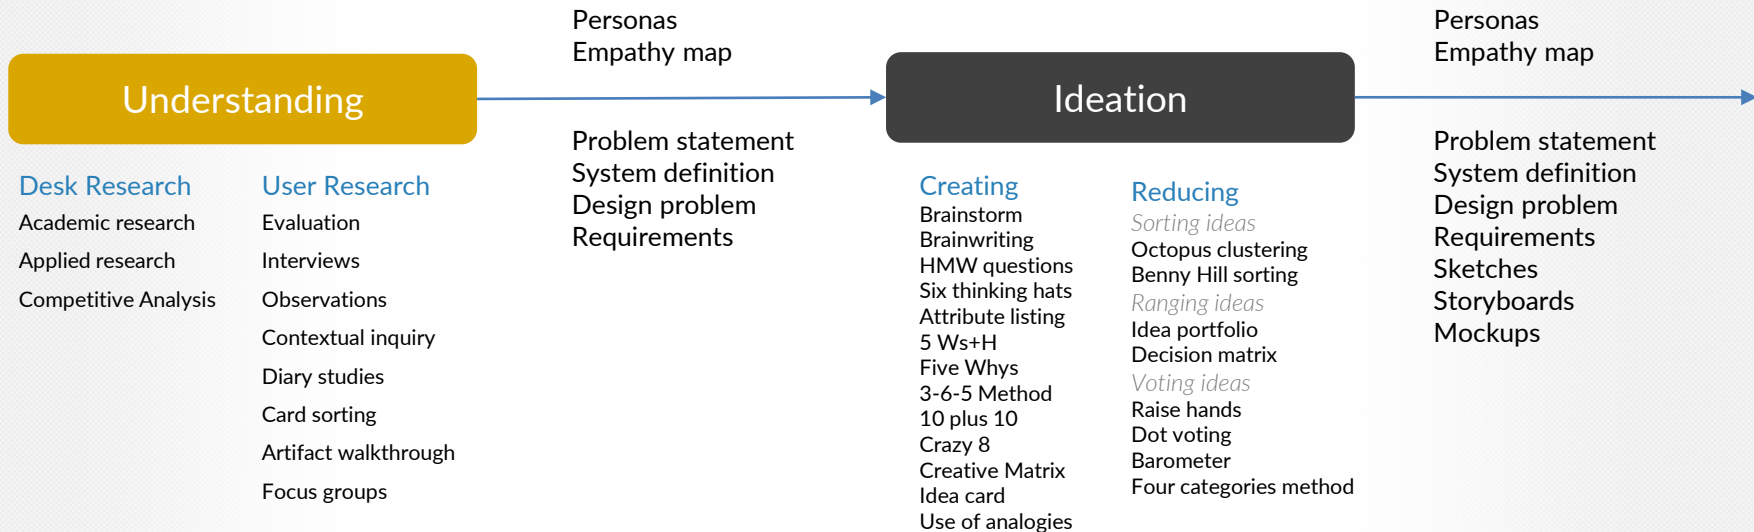 Understanding
Desk Research
Academic research
Applied research
Competitive Analysis
User Research
Evaluation
Interviews
Observations
Contextual inquiry
Diary studies
Card sorting
Artifact walkthrough
Focus groups
Personas
Empathy map
Problem statement
System definition
Design problem
Requirements
Ideation
Creating
Brainstorm
Brainwriting
HMW questions
Six thinking hats
Attribute listing
5 Ws+H
Five Whys
3-6-5 Method
10 plus 10
Crazy 8
Creative Matrix
Idea card
Use of analogies
Reducing
Sorting ideas
Octopus clustering
Benny Hill sorting
Ranging ideas
Idea portfolio
Decision matrix
Voting ideas
Raise hands
Dot voting
Barometer
Four categories method
Personas
Empathy map
Problem statement
System definition
Design problem
Requirements
Sketches
Storyboards
Mockups